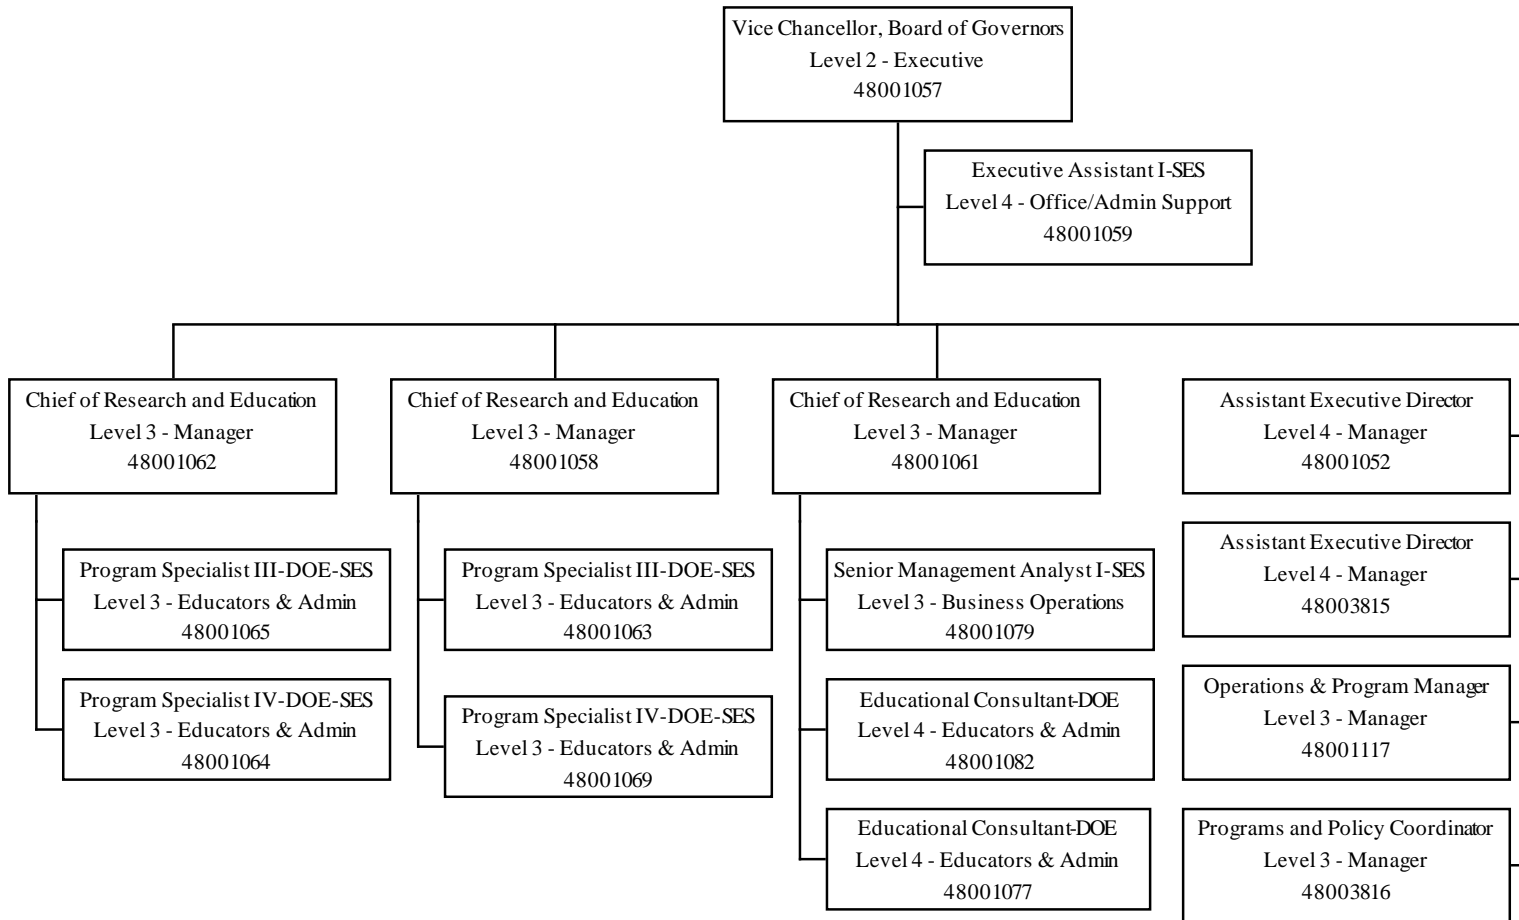 Vice Chancellor, Board of Governors
Level 2 - Executive
48001057
Executive Assistant I-SES
Level 4 - Office/Admin Support
48001059
Chief of Research and Education
Level 3 - Manager
48001062
Program Specialist III-DOE-SES
Level 3 - Educators & Admin
48001065
Program Specialist IV-DOE-SES
Level 3 - Educators & Admin
48001064
Chief of Research and Education
Level 3 - Manager
48001058
Program Specialist III-DOE-SES
Level 3 - Educators & Admin
48001063
Program Specialist IV-DOE-SES
Level 3 - Educators & Admin
48001069
Chief of Research and Education
Level 3 - Manager
48001061
Senior Management Analyst I-SES
Level 3 - Business Operations
48001079
Educational Consultant-DOE
Level 4 - Educators & Admin
48001082
Educational Consultant-DOE
Level 4 - Educators & Admin
48001077
Assistant Executive Director
Level 4 - Manager
48001052
Assistant Executive Director
Level 4 - Manager
48003815
Operations & Program Manager
Level 3 - Manager
48001117
Programs and Policy Coordinator
Level 3 - Manager
48003816